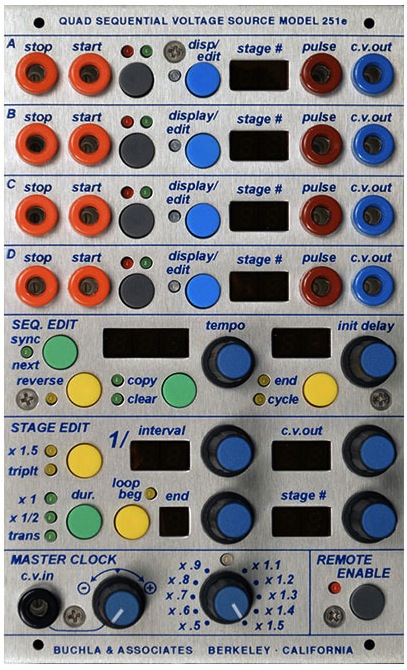 QUAD SEQUENTIAL VOLTAGE SOURCE MODEL 251e
A stop start disp/ edit stage # pulse c.v.out
B stop start display/ edit stage # pulse c.v.out
C stop start display/ edit stage # pulse c.v.out
D stop start display/ edit stage # pulse c.v.out
SEQ. EDIT tempo init delay
sync
next
reverse copy end
clear cycle
STAGE EDIT 1/ interval c.v.out
x 1.5
triplt
loop
x 1 dur. beg end stage #
x 1/2
trans
MASTER CLOCK x .9 x 1.1 REMOTE
c.v.in - + x .8 x 1.2 ENABLE
x .7 x 1.3
x .6 x 1.4
x .5 x 1.5
BUCHLA & ASSOCIATES BERKELEY · CALIFORNIA